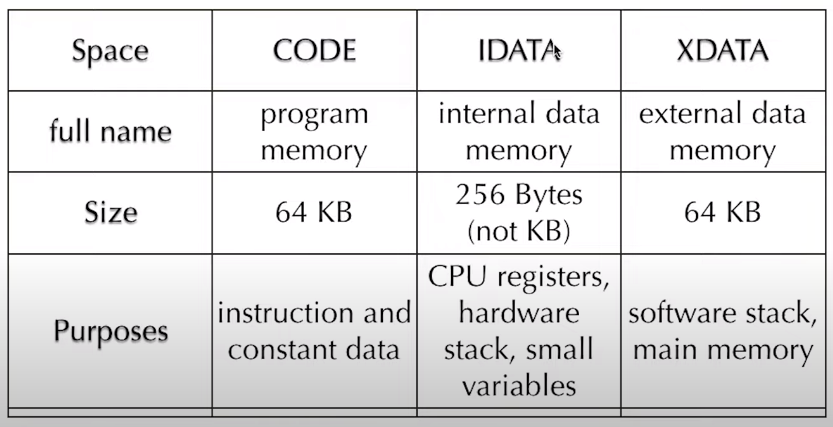 Space CODE IDATA XDATA
full name
program
memory
internal data
memory
external data
memory
Size
64 KB
256 Bytes
(not KB)
64 KB
Purposes
instruction and
constant data
CPU registers,
hardware
stack, small
variables
software stack,
main memory